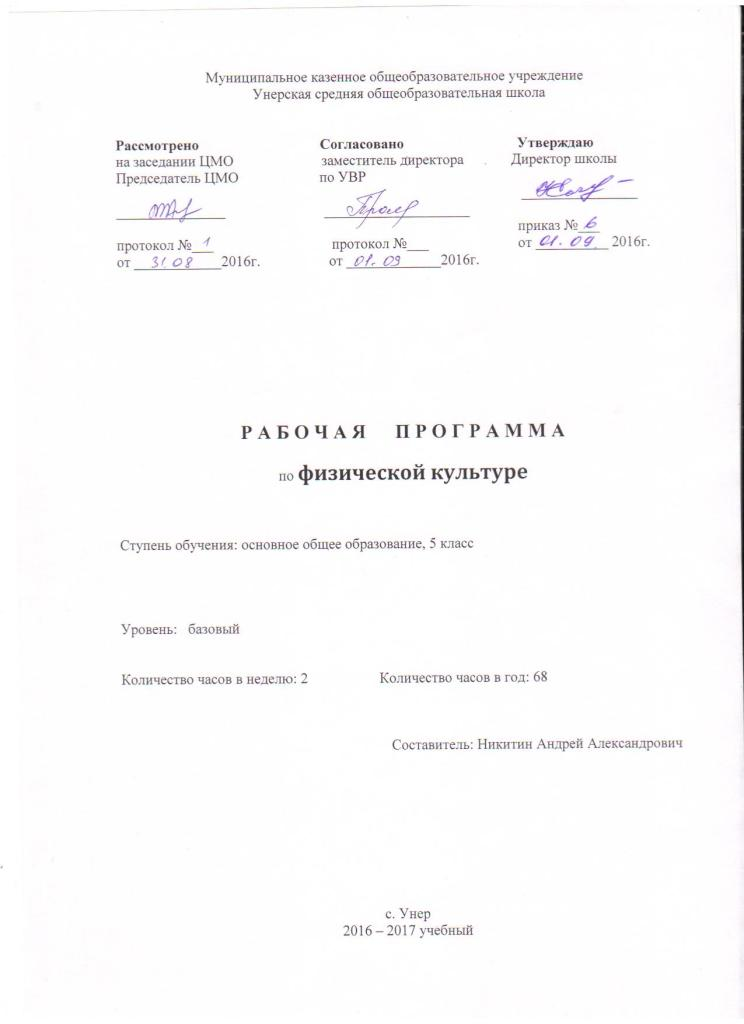 Муниципальное казенное общеобразовательное учреждение
Унерская средняя общеобразовательная школа
Рассмотрено
на заседании ЦМО
Председатель ЦМО
протокол № 1
от 31.08 2016г.
Согласовано
заместитель директора
по УВР
протокол №___
от 01.09 2016г.
Утверждаю
Директор школы
приказ № 6
от 01.09. 2016г.
Р А Б О Ч А Я П Р О Г Р А М М А
по физической культуре
Ступень обучения: основное общее образование, 5 класс
Уровень: базовый
Количество часов в неделю: 2 Количество часов в год: 68
Составитель: Никитин Андрей Александрович
с. Унер
2016 – 2017 учебный